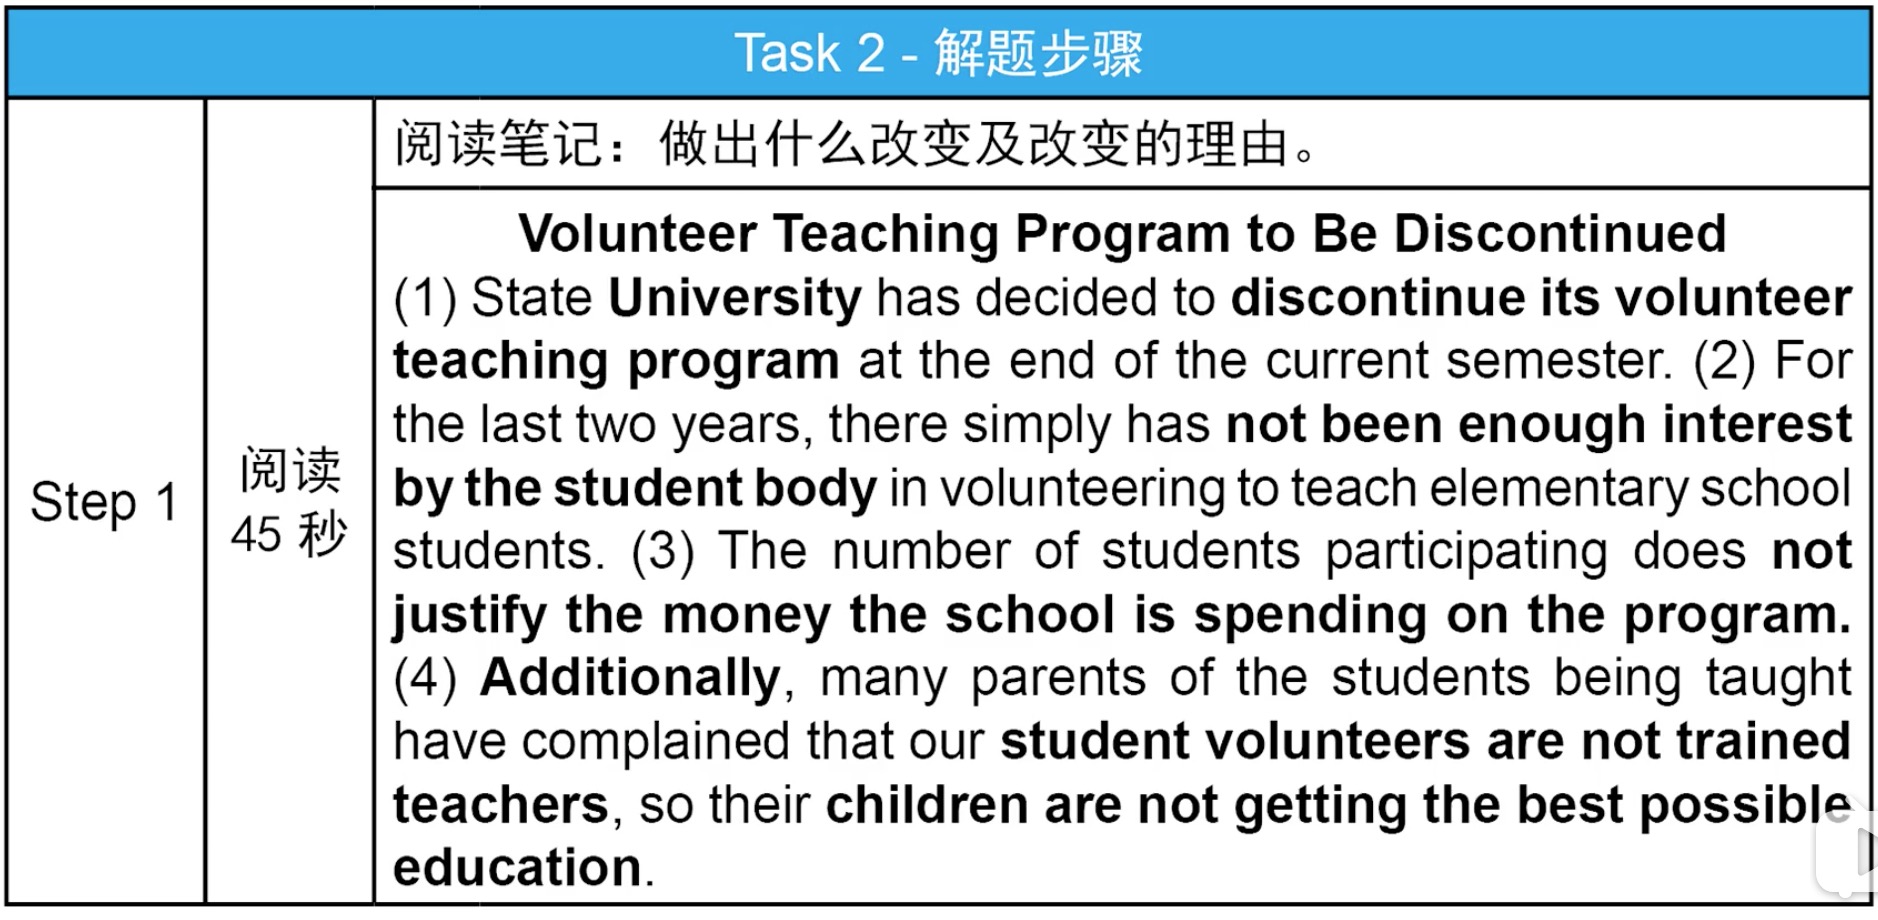 Task 2 - 解题步骤
Step 1
阅读
45 秒
阅读笔记：做出什么改变及改变的理由。
Volunteer Teaching Program to Be Discontinued
(1) State University has decided to discontinue its volunteer
teaching program at the end of the current semester. (2) For
the last two years, there simply has not been enough interest
by the student body in volunteering to teach elementary school
students. (3) The number of students participating does not
justify the money the school is spending on the program.
(4) Additionally, many parents of the students being taught
have complained that our student volunteers are not trained
teachers, so their children are not getting the best possible
education.